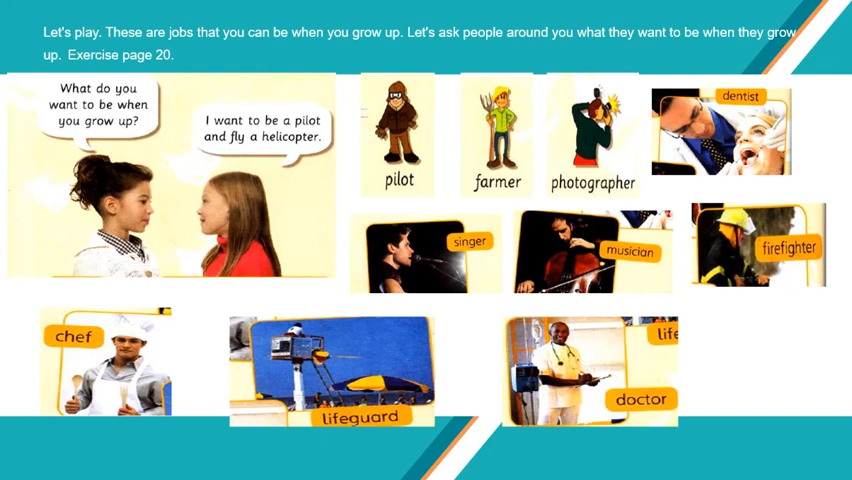 Let's play. These are jobs that you can be when you grow up. Let's ask people around you what they want to be when they grow
up. Exercise page 20.
What do you
want to be when
you grow up?
I want to be a pilot
and fly a helicopter.
pilot
farmer
photographer
dentist
singer
musician
firefighter
chef
lifeguard
life
doctor